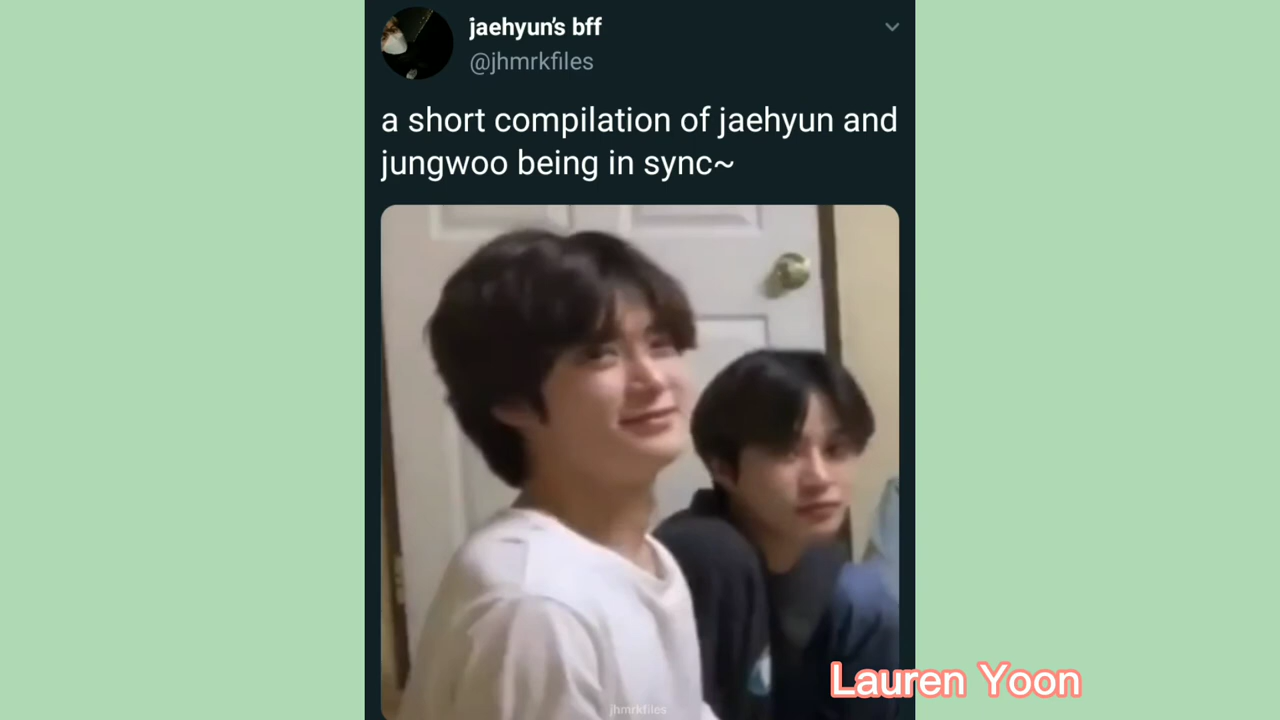 jaehyun's bff
@jhmrkfiles
a short compilation of jaehyun and
jungwoo being in sync~
jhmrkfiles
Lauren Yoon